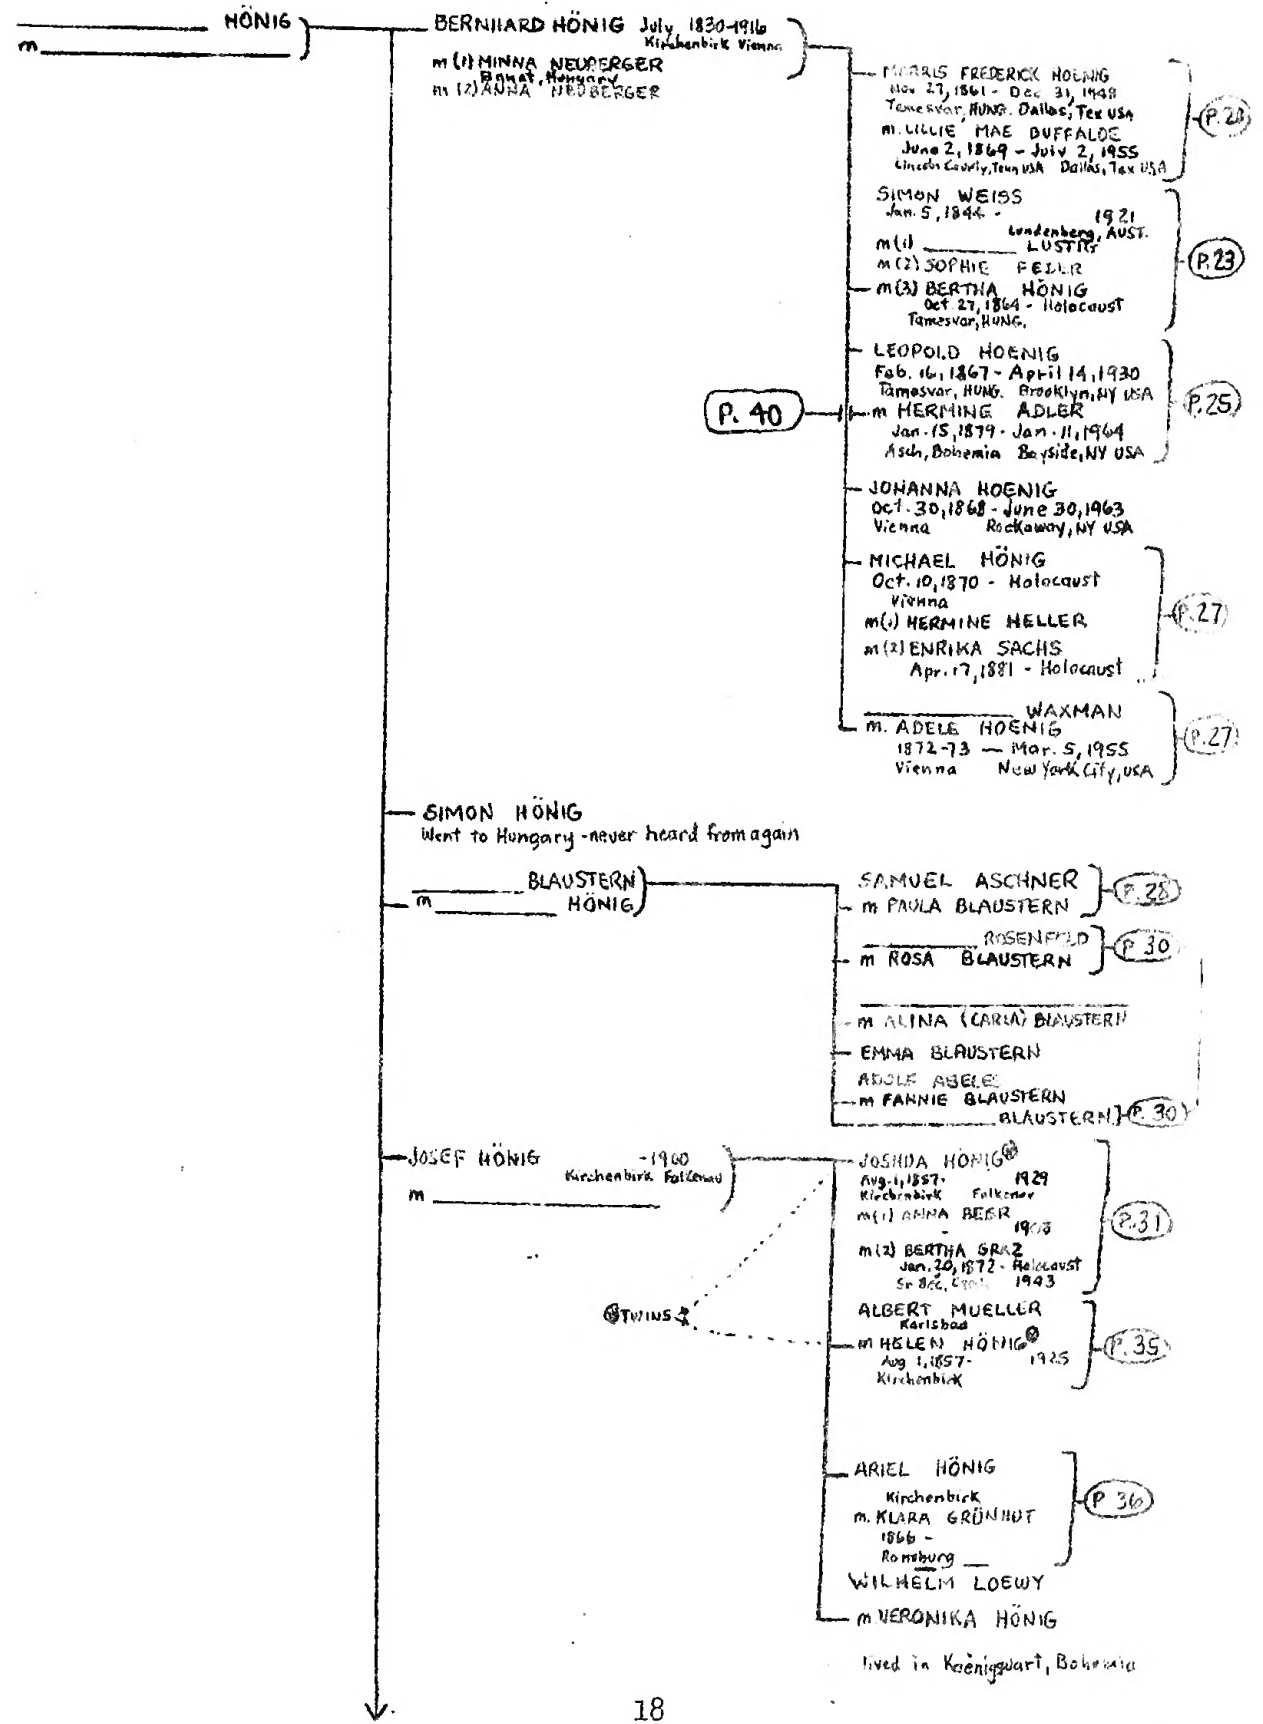 HÖNIG
m
BERNHARD HÖNIG July, 1830-1916
Kirchenbirk Vienna
m (1) MINNA NEUBERGER
Banat, Hungary
m (2) ANNA NEUBERGER
MORRIS FREDERICK HOENIG
Nov 27, 1861 - Dec 31, 1948
Temesvar, HUNG. Dallas, Tex USA
m. LILLIE MAE BUFFALOE
June 2, 1869 - July 2, 1955
Lincoln County, Tenn USA Dallas, Tex USA
SIMON WEISS
Jan. 5, 1844 - 1921
Lundenberg, AUST.
m(1) LUSTIG
m(2) SOPHIE
m(3) BERTHA HÖNIG
Oct. 27, 1864 - Holocaust
Tamesvar, HUNG.
P.23
LEOPOLD HOENIG
Feb. 16, 1867 - April 14, 1930
Tamesvar, HUNG. Brooklyn, NY USA
P. 40
m HERMINE ADLER
Jan. 15, 1879 - Jan. 11, 1964
Asch, Bohemia Bayside, NY USA
P.25
JOHANNA HOENIG
Oct. 30, 1868 - June 30, 1963
Vienna Rockaway, NY USA
MICHAEL HÖNIG
Oct. 10, 1870 - Holocaust
Vienna
m(1) HERMINE HELLER
m(2) ENRIKA SACHS
Apr. 17, 1881 - Holocaust
P.27
WAXMAN
m. ADELE HOENIG
1872-73 — Mar. 5, 1955
Vienna New York City, USA
P.27
SIMON HÖNIG
Went to Hungary - never heard from again
BLAUSTERN
m HÖNIG
SAMUEL ASCHNER
m PAULA BLAUSTERN
P.28
ROSENFELD
m ROSA BLAUSTERN
P. 30
m ALINA (CARLA) BLAUSTERN
EMMA BLAUSTERN
ADOLF ABELES
m FANNIE BLAUSTERN
BLAUSTERN
P. 30
JOSEF HÖNIG -1900
Kirchenbirk Falkenau
m
JOSHUA HÖNIG
Aug. 1, 1857 - 1929
Kirchenbirk Falkenau
m(1) ANNA BEER
m(2) BERTHA GRAZ
Jan. 20, 1872 - Holocaust
1943
P.31
TWINS
ALBERT MUELLER
Karlsbad
m HELEN HÖNIG
Aug 1, 1857 - 1925
Kirchenbirk
P.35
ARIEL HÖNIG
Kirchenbirk
m. KLARA GRÜNHUT
1866 -
Ronsburg
P 36
WILHELM LOEWY
m VERONIKA HÖNIG
lived in Koenigswart, Bohemia
18